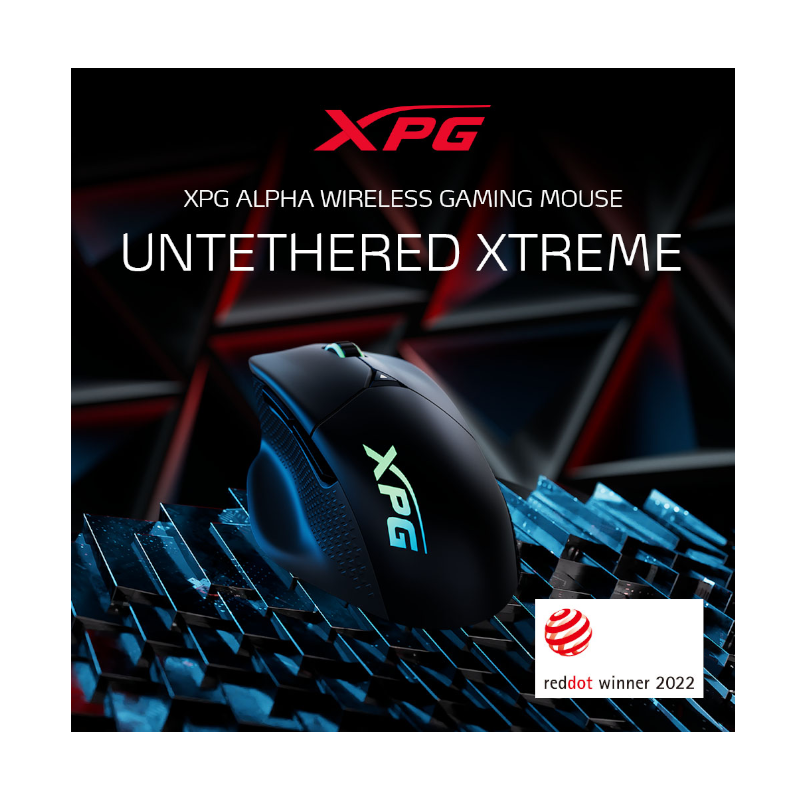 XPG
XPG ALPHA WIRELESS GAMING MOUSE
UNTETHERED XTREME
XPG
reddot winner 2022